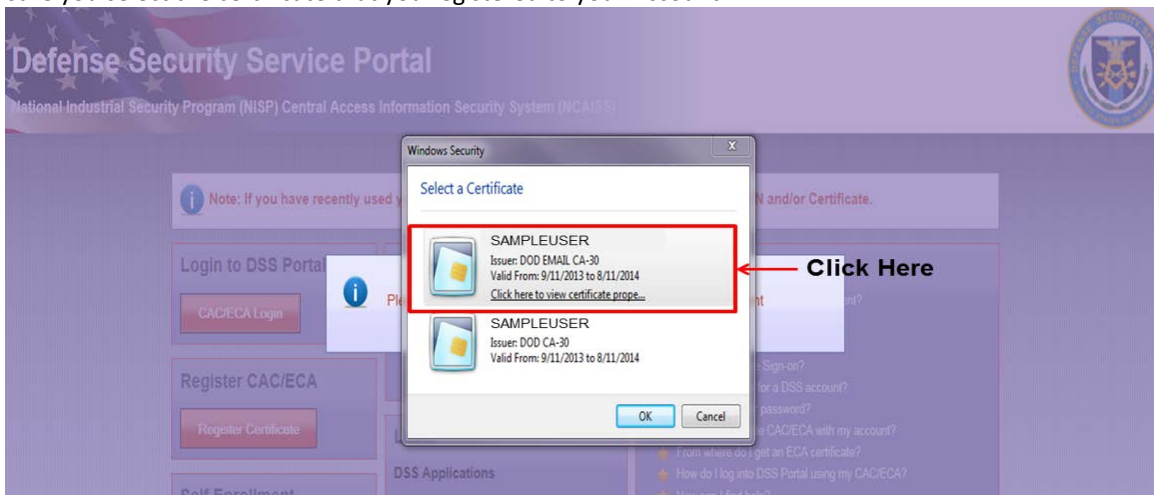 Defense Security Service Portal
National Industrial Security Program (NISP) Central Access Information Security System (NCAISS)
Windows Security
X
Select a Certificate
Note: If you have recently used
N and/or Certificate.
SAMPLEUSER
Issuer: DOD EMAIL CA-30
Valid From: 9/11/2013 to 8/11/2014
Click here to view certificate prope...
Click Here
Login to DSS Portal
CAC/ECA Login
SAMPLEUSER
Issuer: DOD CA-30
Valid From: 9/11/2013 to 8/11/2014
OK
Cancel
Register CAC/ECA
Register Certificate
Self Enrollment
DSS Applications
Sign-on?
for a DSS account?
password?
CAC/ECA with my account?
From where do I get an ECA certificate?
How do I log into DSS Portal using my CAC/ECA?